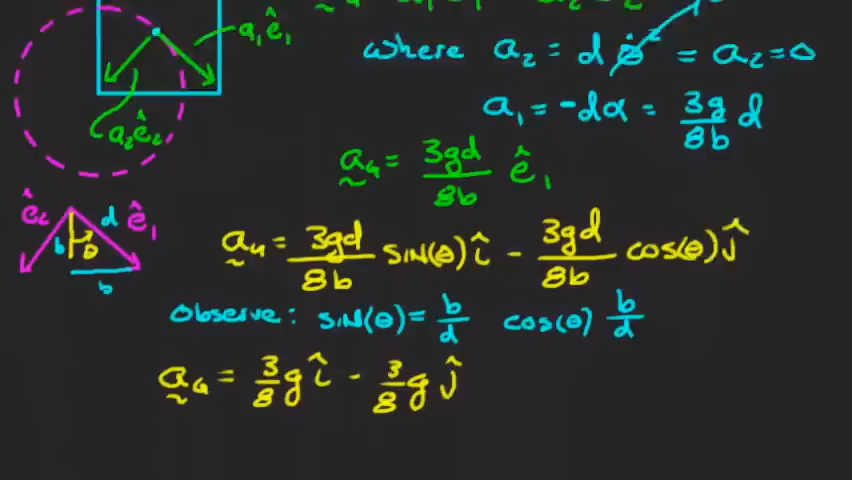 a₁ê₁
where a₂ = dθ̇² = a₂ = 0
a₁ = -dα = 3g/8b d
a₂ê₂
a_G = 3gd/8b ê₁
ê₂ d ê₁
b θ
b
a_G = 3gd/8b sin(θ)î - 3gd/8b cos(θ)ĵ
Observe: sin(θ) = b/d cos(θ) b/d
a_G = 3/8 g î - 3/8 g ĵ